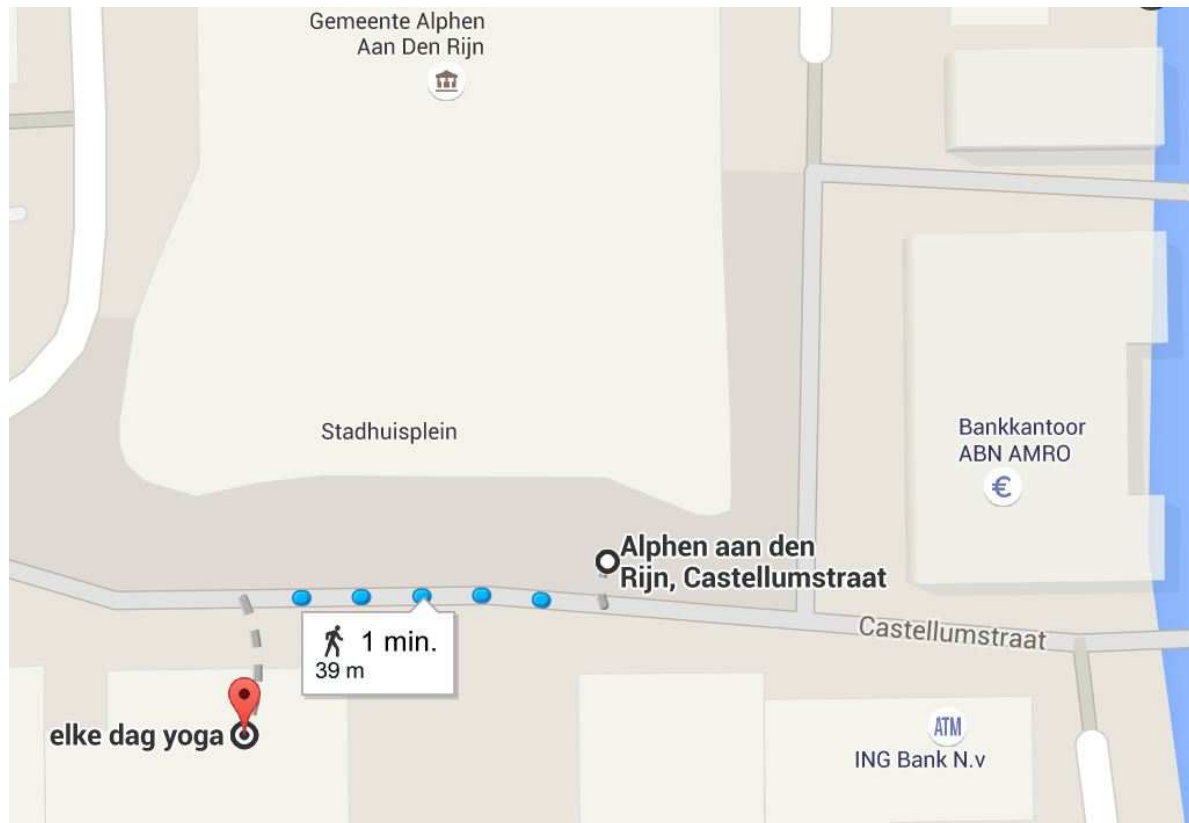 Gemeente Alphen
Aan Den Rijn
Stadhuisplein
Bankkantoor
ABN AMRO
€
Alphen aan den
Rijn, Castellumstraat
Castellumstraat
1 min.
39 m
elke dag yoga
ATM
ING Bank N.v